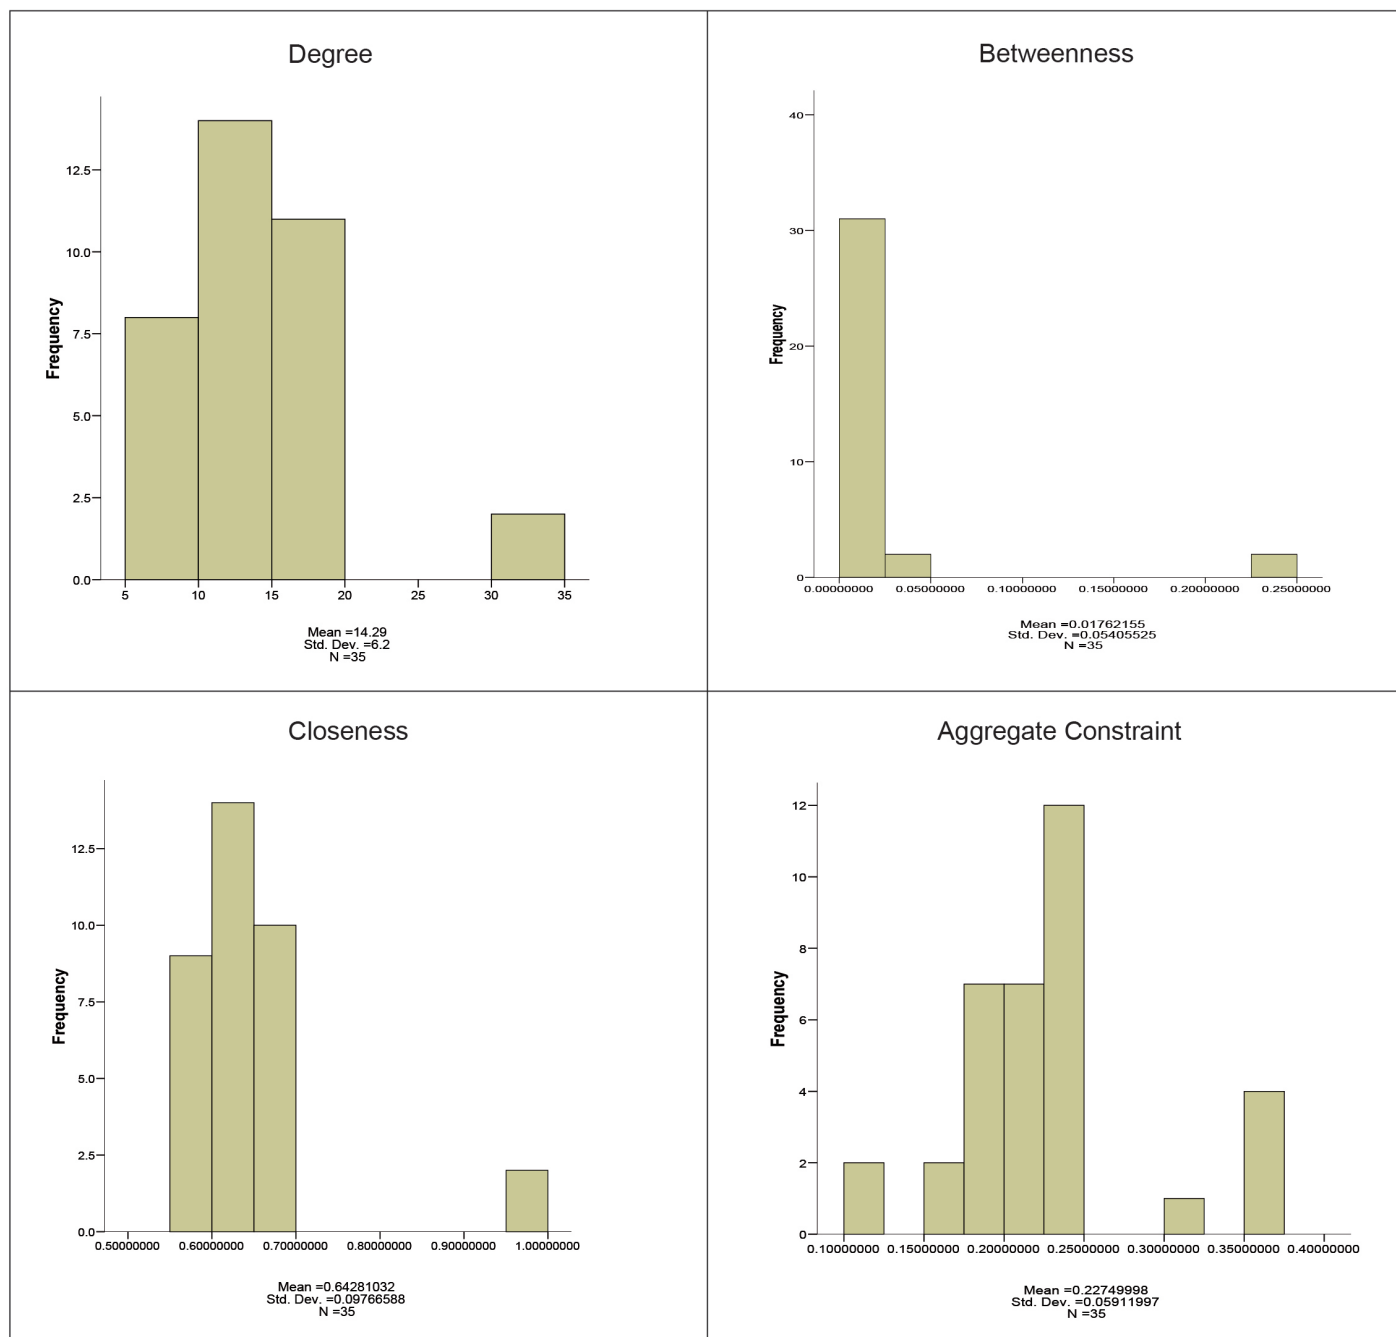 Degree
Frequency
12.5
10.0
7.5
5.0
2.5
0.0
5 10 15 20 25 30 35
Mean =14.29
Std. Dev. =6.2
N =35
Betweenness
Frequency
40
30
20
10
0
0.00000000 0.05000000 0.10000000 0.15000000 0.20000000 0.25000000
Mean =0.01762155
Std. Dev. =0.05405525
N =35
Closeness
Frequency
12.5
10.0
7.5
5.0
2.5
0.0
0.50000000 0.60000000 0.70000000 0.80000000 0.90000000 1.00000000
Mean =0.64281032
Std. Dev. =0.09766588
N =35
Aggregate Constraint
Frequency
12
10
8
6
4
2
0
0.10000000 0.15000000 0.20000000 0.25000000 0.30000000 0.35000000 0.40000000
Mean =0.22749998
Std. Dev. =0.05911997
N =35